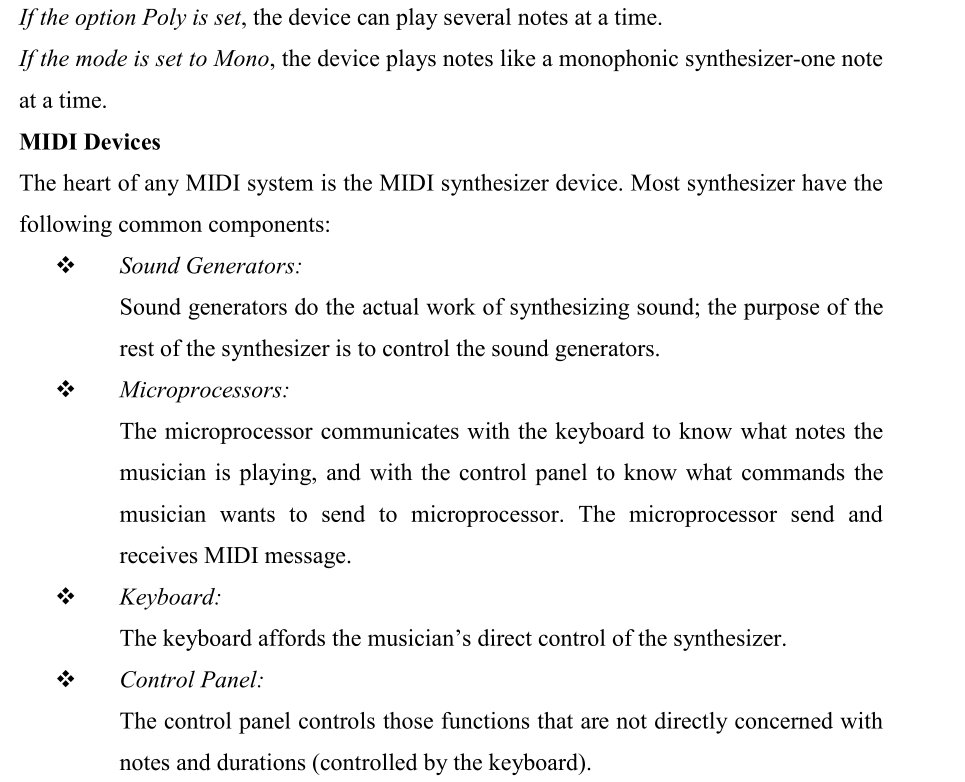 If the option Poly is set, the device can play several notes at a time.
If the mode is set to Mono, the device plays notes like a monophonic synthesizer-one note
at a time.
MIDI Devices
The heart of any MIDI system is the MIDI synthesizer device. Most synthesizer have the
following common components:
❖ Sound Generators:
Sound generators do the actual work of synthesizing sound; the purpose of the
rest of the synthesizer is to control the sound generators.
❖ Microprocessors:
The microprocessor communicates with the keyboard to know what notes the
musician is playing, and with the control panel to know what commands the
musician wants to send to microprocessor. The microprocessor send and
receives MIDI message.
❖ Keyboard:
The keyboard affords the musician’s direct control of the synthesizer.
❖ Control Panel:
The control panel controls those functions that are not directly concerned with
notes and durations (controlled by the keyboard).